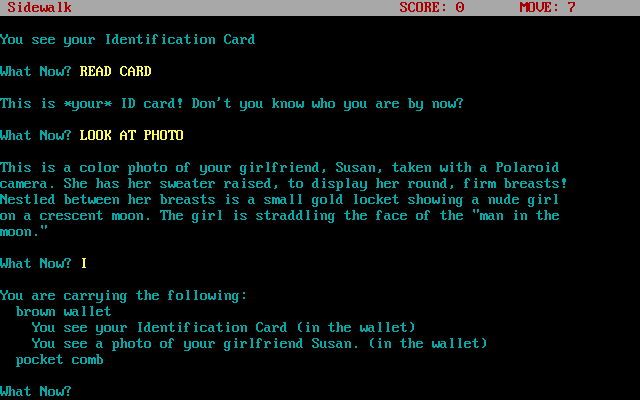 Sidewalk SCORE: 0 MOVE: 7
You see your Identification Card
What Now? READ CARD
This is *your* ID card! Don't you know who you are by now?
What Now? LOOK AT PHOTO
This is a color photo of your girlfriend, Susan, taken with a Polaroid
camera. She has her sweater raised, to display her round, firm breasts!
Nestled between her breasts is a small gold locket showing a nude girl
on a crescent moon. The girl is straddling the face of the "man in the
moon."
What Now? I
You are carrying the following:
brown wallet
You see your Identification Card (in the wallet)
You see a photo of your girlfriend Susan. (in the wallet)
pocket comb
What Now?